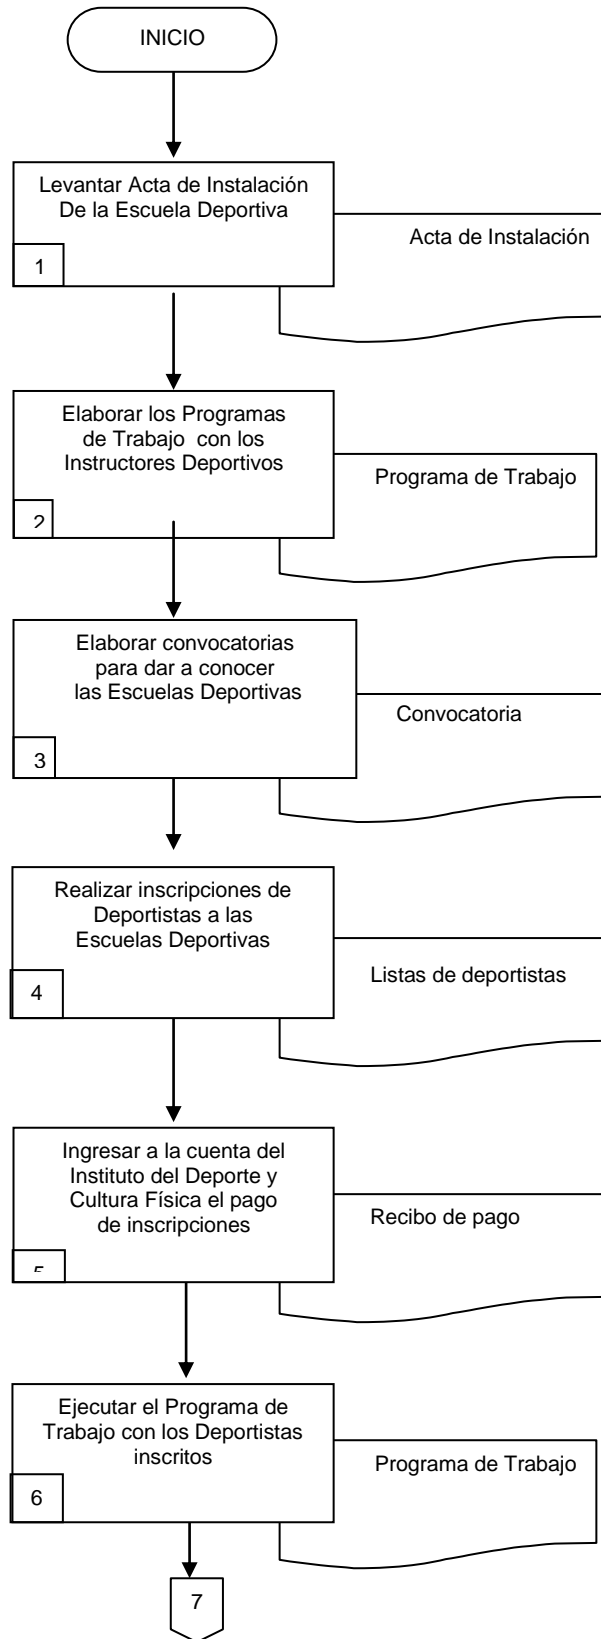 INICIO
Levantar Acta de Instalación
De la Escuela Deportiva
Acta de Instalación
1
Elaborar los Programas
de Trabajo con los
Instructores Deportivos
Programa de Trabajo
2
Elaborar convocatorias
para dar a conocer
las Escuelas Deportivas
Convocatoria
3
Realizar inscripciones de
Deportistas a las
Escuelas Deportivas
Listas de deportistas
4
Ingresar a la cuenta del
Instituto del Deporte y
Cultura Física el pago
de inscripciones
Recibo de pago
5
Ejecutar el Programa de
Trabajo con los Deportistas
inscritos
Programa de Trabajo
6
7